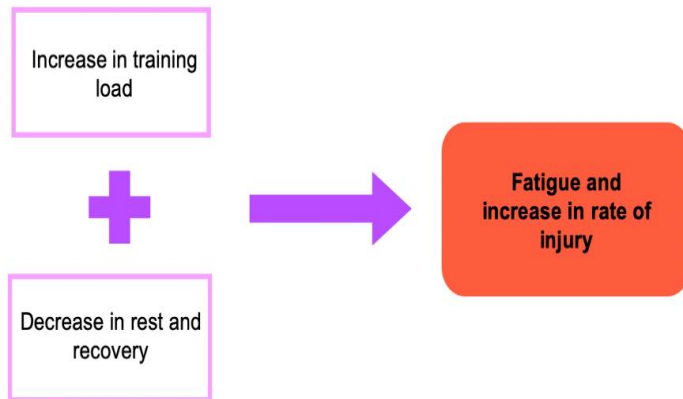 Increase in training
load
Decrease in rest and
recovery
Fatigue and
increase in rate of
injury